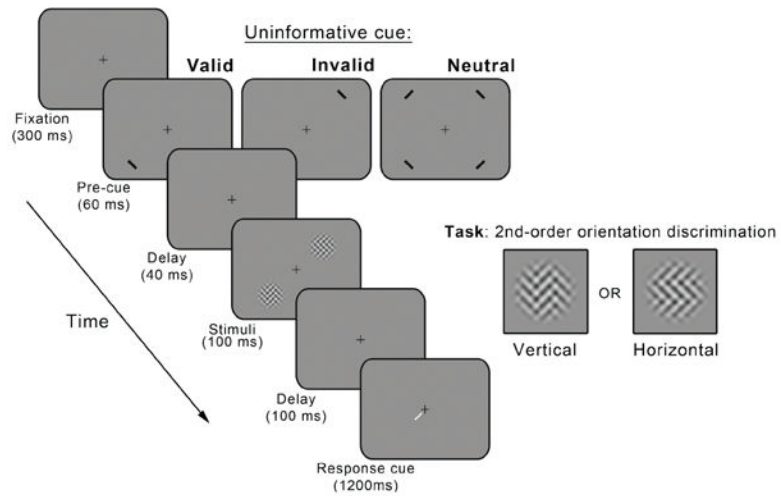 Uninformative cue:
Valid
Invalid
Neutral
Fixation
(300 ms)
Pre-cue
(60 ms)
Delay
(40 ms)
Stimuli
(100 ms)
Delay
(100 ms)
Response cue
(1200ms)
Time
Task: 2nd-order orientation discrimination
OR
Vertical
Horizontal